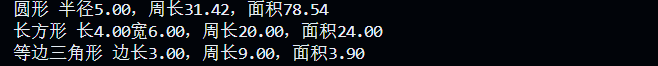 圆形 半径5.00，周长31.42，面积78.54
长方形 长4.00宽6.00，周长20.00，面积24.00
等边三角形 边长3.00，周长9.00，面积3.90